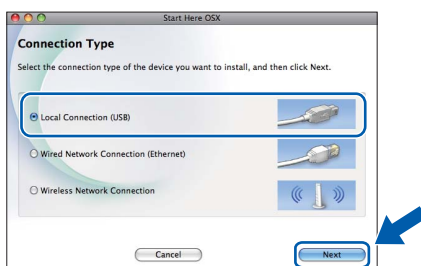 Start Here OSX
Connection Type
Select the connection type of the device you want to install, and then click Next.
Local Connection (USB)
Wired Network Connection (Ethernet)
Wireless Network Connection
Cancel
Next